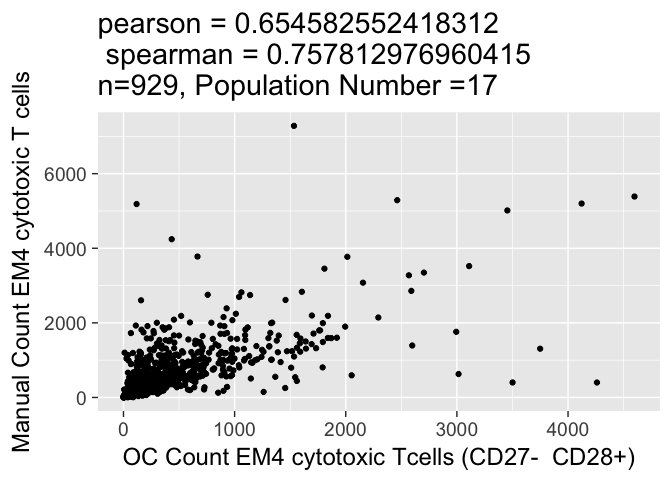 pearson = 0.654582552418312
spearman = 0.757812976960415
n=929, Population Number =17
Manual Count EM4 cytotoxic T cells
6000
4000
2000
0
0 1000 2000 3000 4000
OC Count EM4 cytotoxic Tcells (CD27-  CD28+)